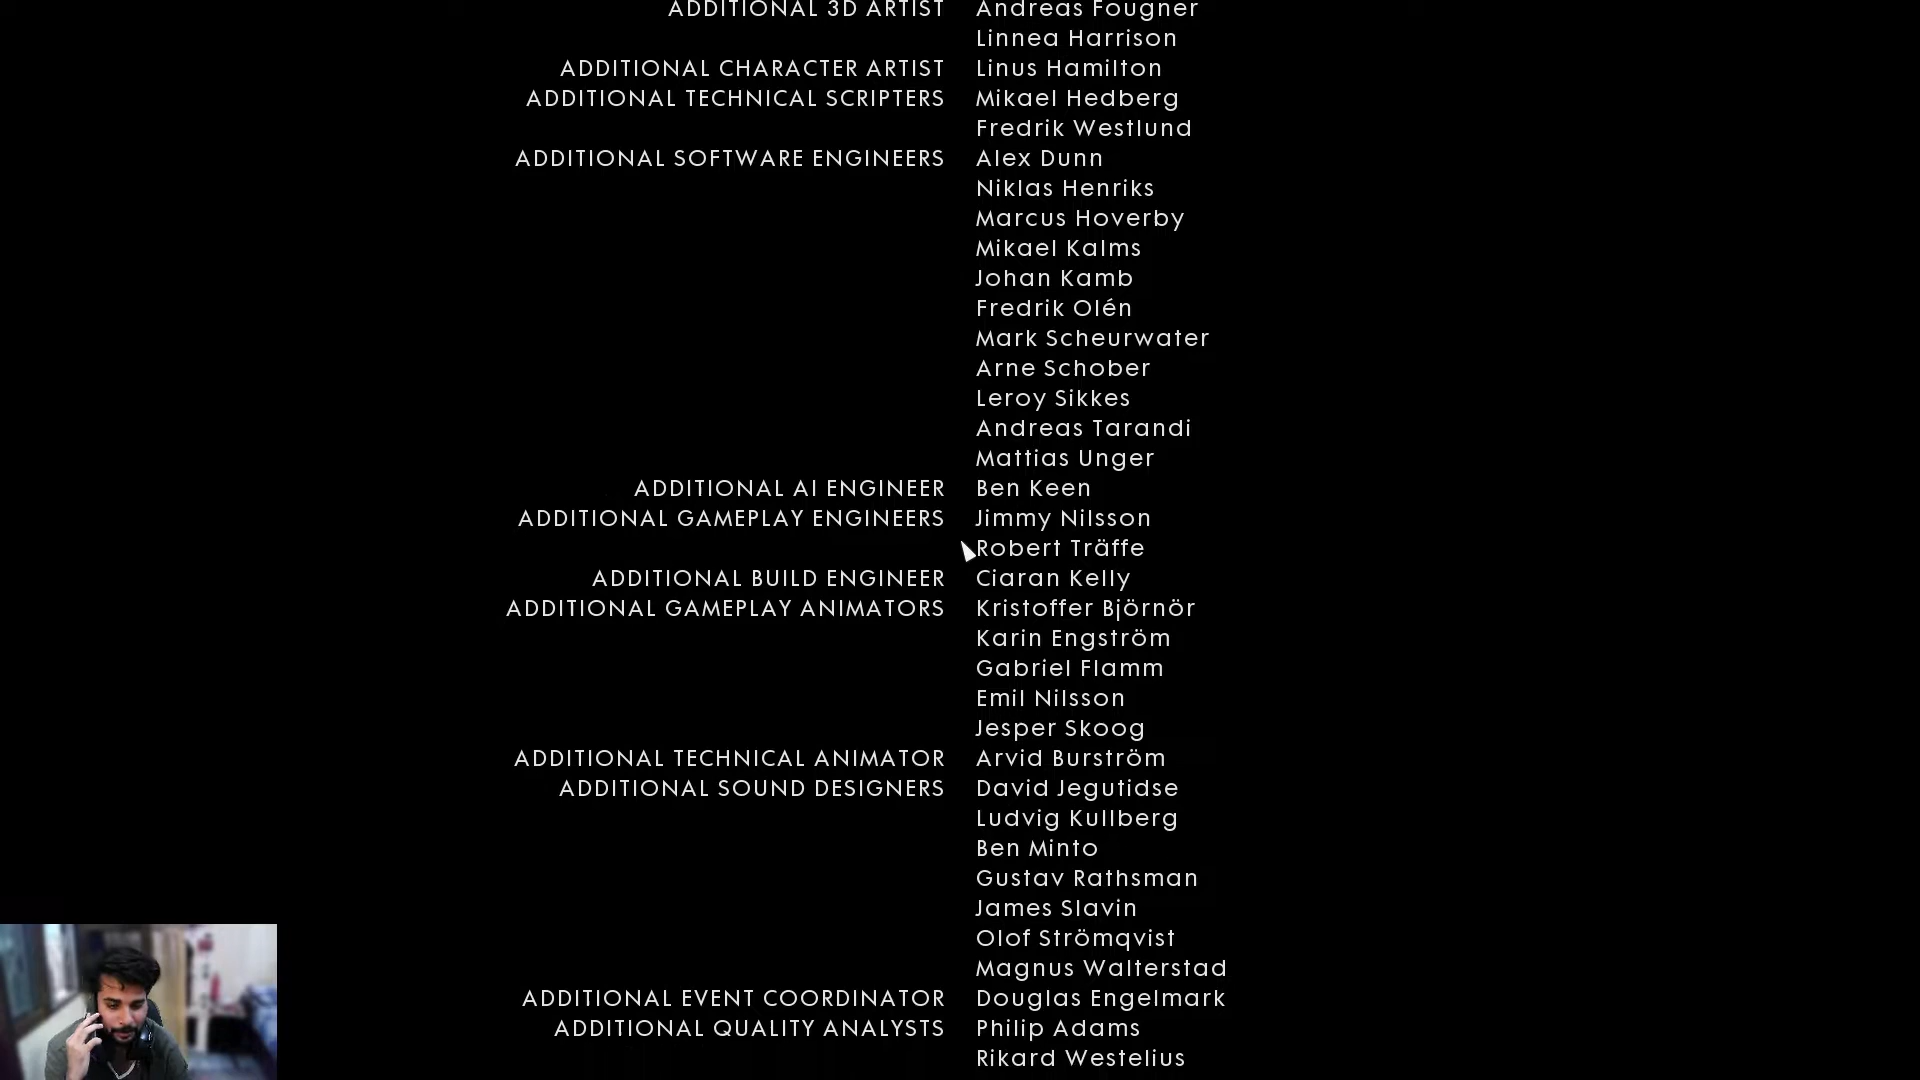 ADDITIONAL 3D ARTIST Andreas Fougner
Linnea Harrison
ADDITIONAL CHARACTER ARTIST Linus Hamilton
ADDITIONAL TECHNICAL SCRIPTERS Mikael Hedberg
Fredrik Westlund
ADDITIONAL SOFTWARE ENGINEERS Alex Dunn
Niklas Henriks
Marcus Hoverby
Mikael Kalms
Johan Kamb
Fredrik Olén
Mark Scheurwater
Arne Schober
Leroy Sikkes
Andreas Tarandi
Mattias Unger
ADDITIONAL AI ENGINEER Ben Keen
ADDITIONAL GAMEPLAY ENGINEERS Jimmy Nilsson
Robert Träffe
ADDITIONAL BUILD ENGINEER Ciaran Kelly
ADDITIONAL GAMEPLAY ANIMATORS Kristoffer Björnör
Karin Engström
Gabriel Flamm
Emil Nilsson
Jesper Skoog
ADDITIONAL TECHNICAL ANIMATOR Arvid Burström
ADDITIONAL SOUND DESIGNERS David Jegutidse
Ludvig Kullberg
Ben Minto
Gustav Rathsman
James Slavin
Olof Strömqvist
Magnus Walterstad
ADDITIONAL EVENT COORDINATOR Douglas Engelmark
ADDITIONAL QUALITY ANALYSTS Philip Adams
Rikard Westelius